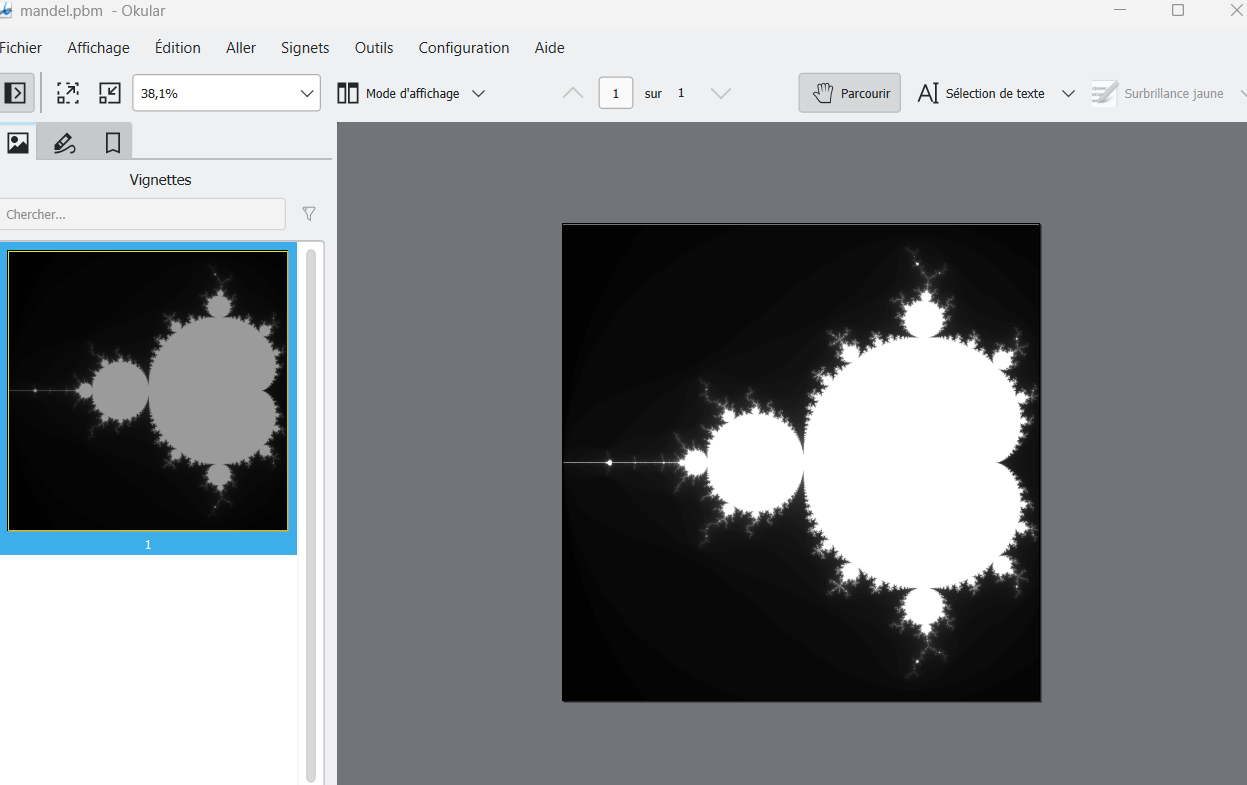 mandel.pbm - Okular
Fichier Affichage Édition Aller Signets Outils Configuration Aide
38,1% Mode d'affichage 1 sur 1 Parcourir Sélection de texte Surbrillance jaune
Vignettes
Chercher...
1